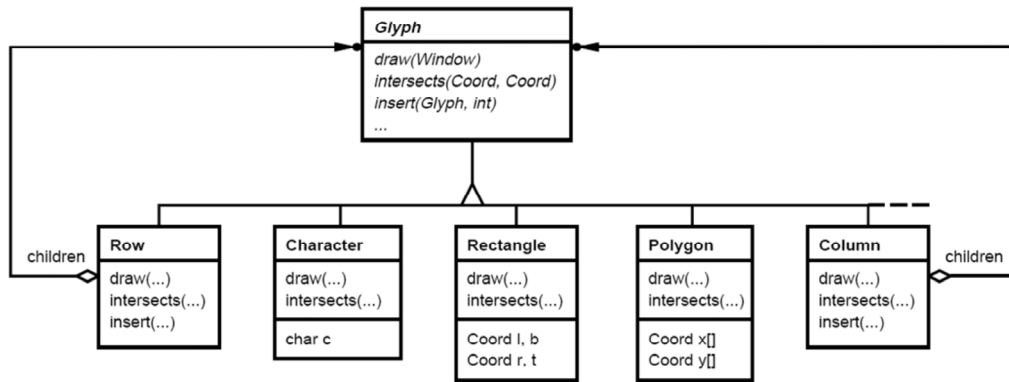 Glyph
draw(Window)
intersects(Coord, Coord)
insert(Glyph, int)
...
children
Row
draw(...)
intersects(...)
insert(...)
Character
draw(...)
intersects(...)
char c
Rectangle
draw(...)
intersects(...)
Coord l, b
Coord r, t
Polygon
draw(...)
intersects(...)
Coord x[]
Coord y[]
Column
draw(...)
intersects(...)
insert(...)
children